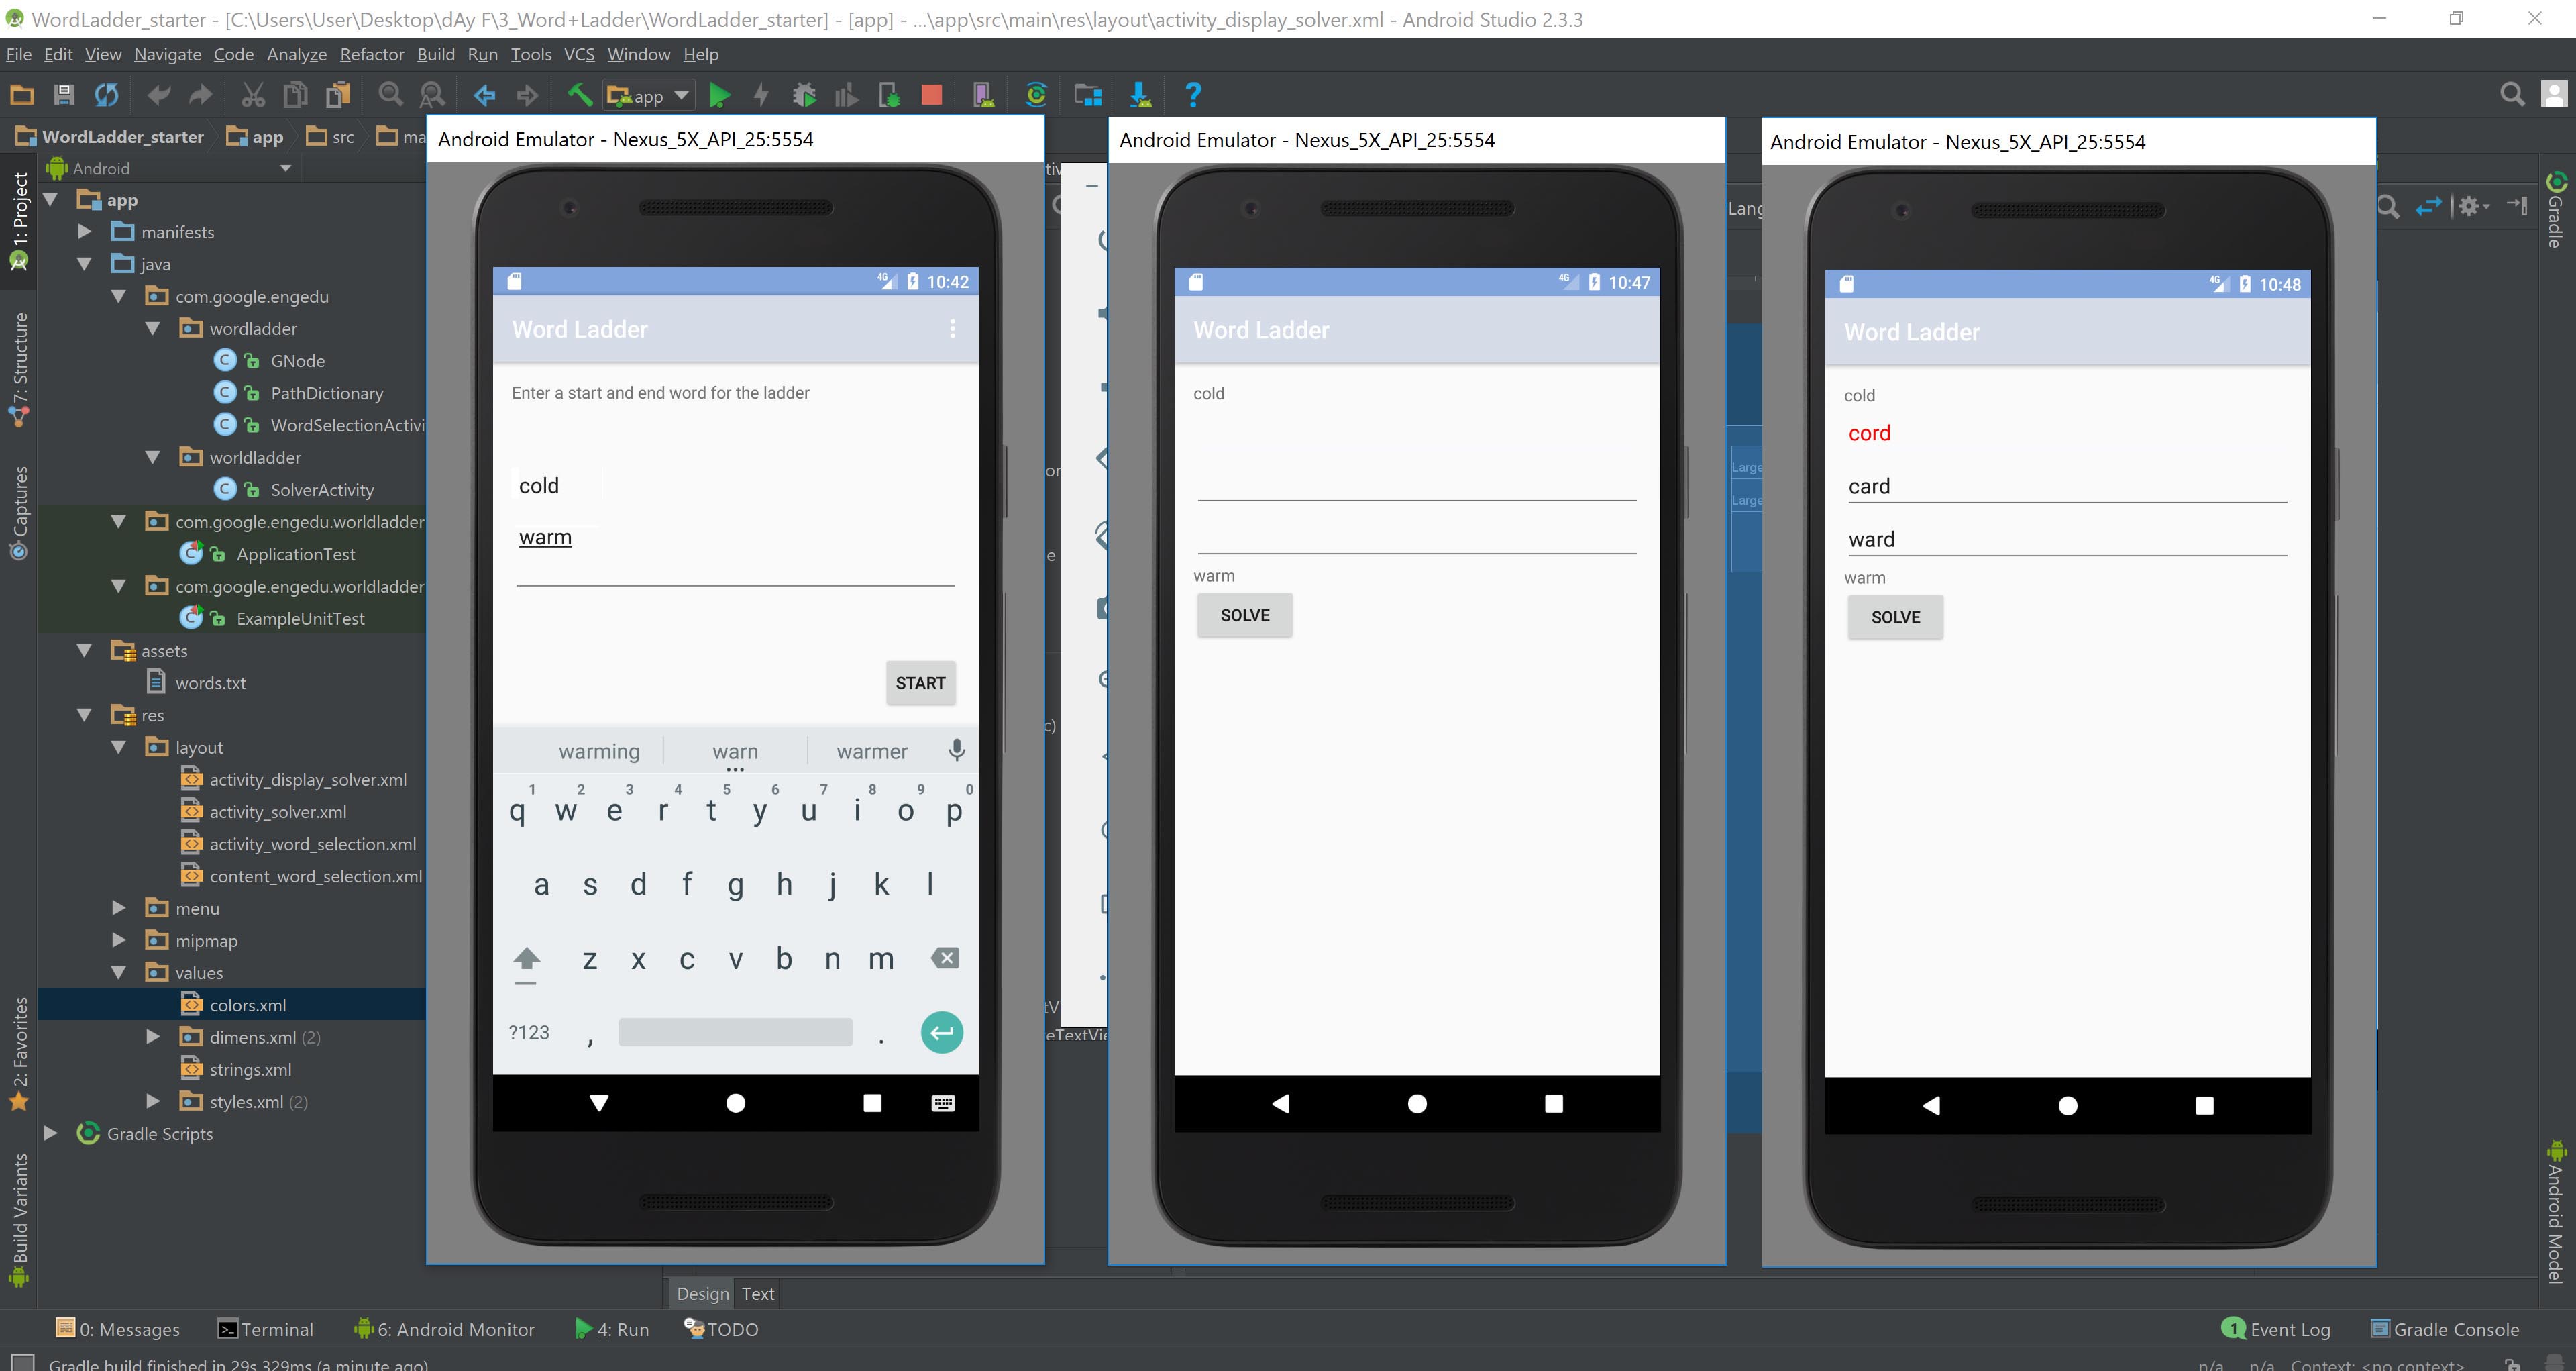 WordLadder_starter - [C:\Users\User\Desktop\dAy F\3_Word+Ladder\WordLadder_starter] - [app] - ...\app\src\main\res\layout\activity_display_solver.xml - Android Studio 2.3.3
File Edit View Navigate Code Analyze Refactor Build Run Tools VCS Window Help
app
WordLadder_starter app src ma
Android
1: Project
7: Structure
Captures
2: Favorites
Build Variants
app
manifests
java
com.google.engedu
wordladder
GNode
PathDictionary
WordSelectionActivi
worldladder
SolverActivity
com.google.engedu.worldladder
ApplicationTest
com.google.engedu.worldladder
ExampleUnitTest
assets
words.txt
res
layout
activity_display_solver.xml
activity_solver.xml
activity_word_selection.xml
content_word_selection.xml
menu
mipmap
values
colors.xml
dimens.xml (2)
strings.xml
styles.xml (2)
Gradle Scripts
Android Emulator - Nexus_5X_API_25:5554
4G 10:42
Word Ladder
Enter a start and end word for the ladder
cold
warm
START
warming warn warmer
1 2 3 4 5 6 7 8 9 0
q w e r t y u i o p
a s d f g h j k l
z x c v b n m
?123 , .
Android Emulator - Nexus_5X_API_25:5554
4G 10:47
Word Ladder
cold
warm
SOLVE
Android Emulator - Nexus_5X_API_25:5554
4G 10:48
Word Ladder
cold
cord
card
ward
warm
SOLVE
Lang
Large
Large
eTextVie
Gradle
Android Model
Design Text
0: Messages Terminal 6: Android Monitor 4: Run TODO 1 Event Log Gradle Console
Gradle build finished in 29s 329ms (a minute ago) n/a n/a Context: <no context>